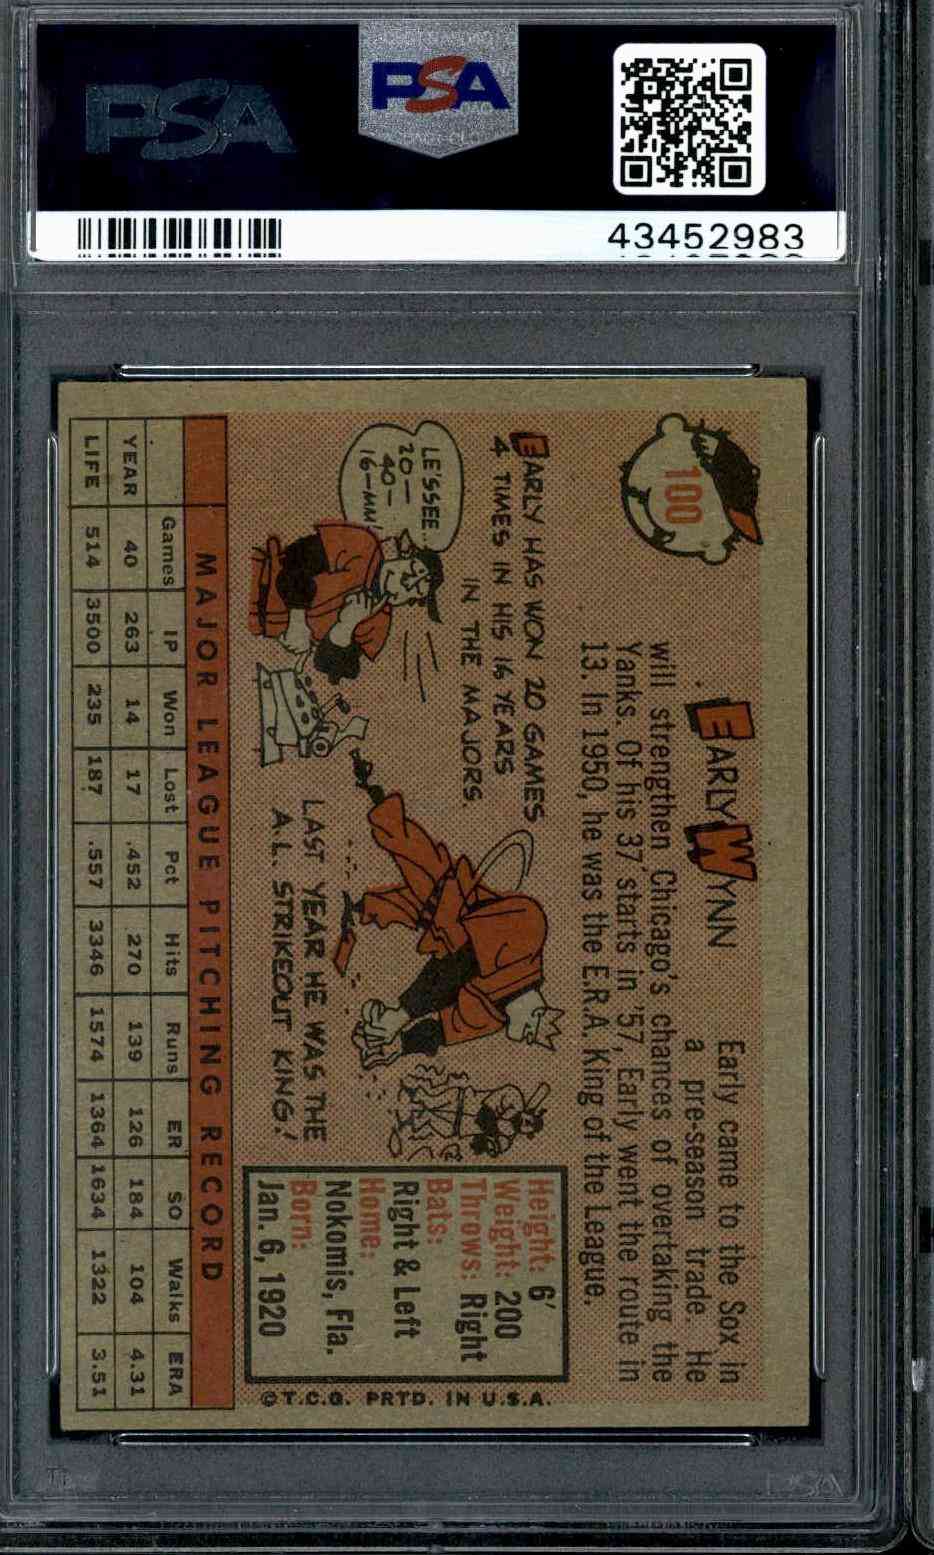 PSA
PSA
43452983
100
EARLY WYNN
Early came to the Sox in
a pre-season trade. He
will strengthen Chicago's chances of overtaking the
Yanks. Of his 37 starts in '57, Early went the route in
13. In 1950, he was the E.R.A. King of the League.
EARLY HAS WON 20 GAMES
4 TIMES IN HIS 16 YEARS
IN THE MAJORS.
LE'SSEE..
20—
40—
16—MM!
LAST YEAR HE WAS THE
A.L. STRIKEOUT KING!
Height: 6'
Weight: 200
Throws: Right
Bats:
Right & Left
Home:
Nokomis, Fla.
Born:
Jan. 6, 1920
© T.C.G. PRTD. IN U.S.A.
MAJOR LEAGUE PITCHING RECORD
Games IP Won Lost Pct Hits Runs ER SO Walks ERA
YEAR 40 263 14 17 .452 270 139 126 184 104 4.31
LIFE 514 3500 235 187 .557 3346 1574 1364 1634 1322 3.51
PSA